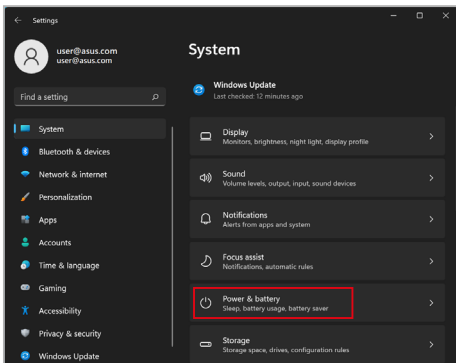 Settings
user@asus.com
user@asus.com
Find a setting
System
Bluetooth & devices
Network & internet
Personalization
Apps
Accounts
Time & language
Gaming
Accessibility
Privacy & security
Windows Update
System
Windows Update
Last checked: 12 minutes ago
Display
Monitors, brightness, night light, display profile
Sound
Volume levels, output, input, sound devices
Notifications
Alerts from apps and system
Focus assist
Notifications, automatic rules
Power & battery
Sleep, battery usage, battery saver
Storage
Storage space, drives, configuration rules